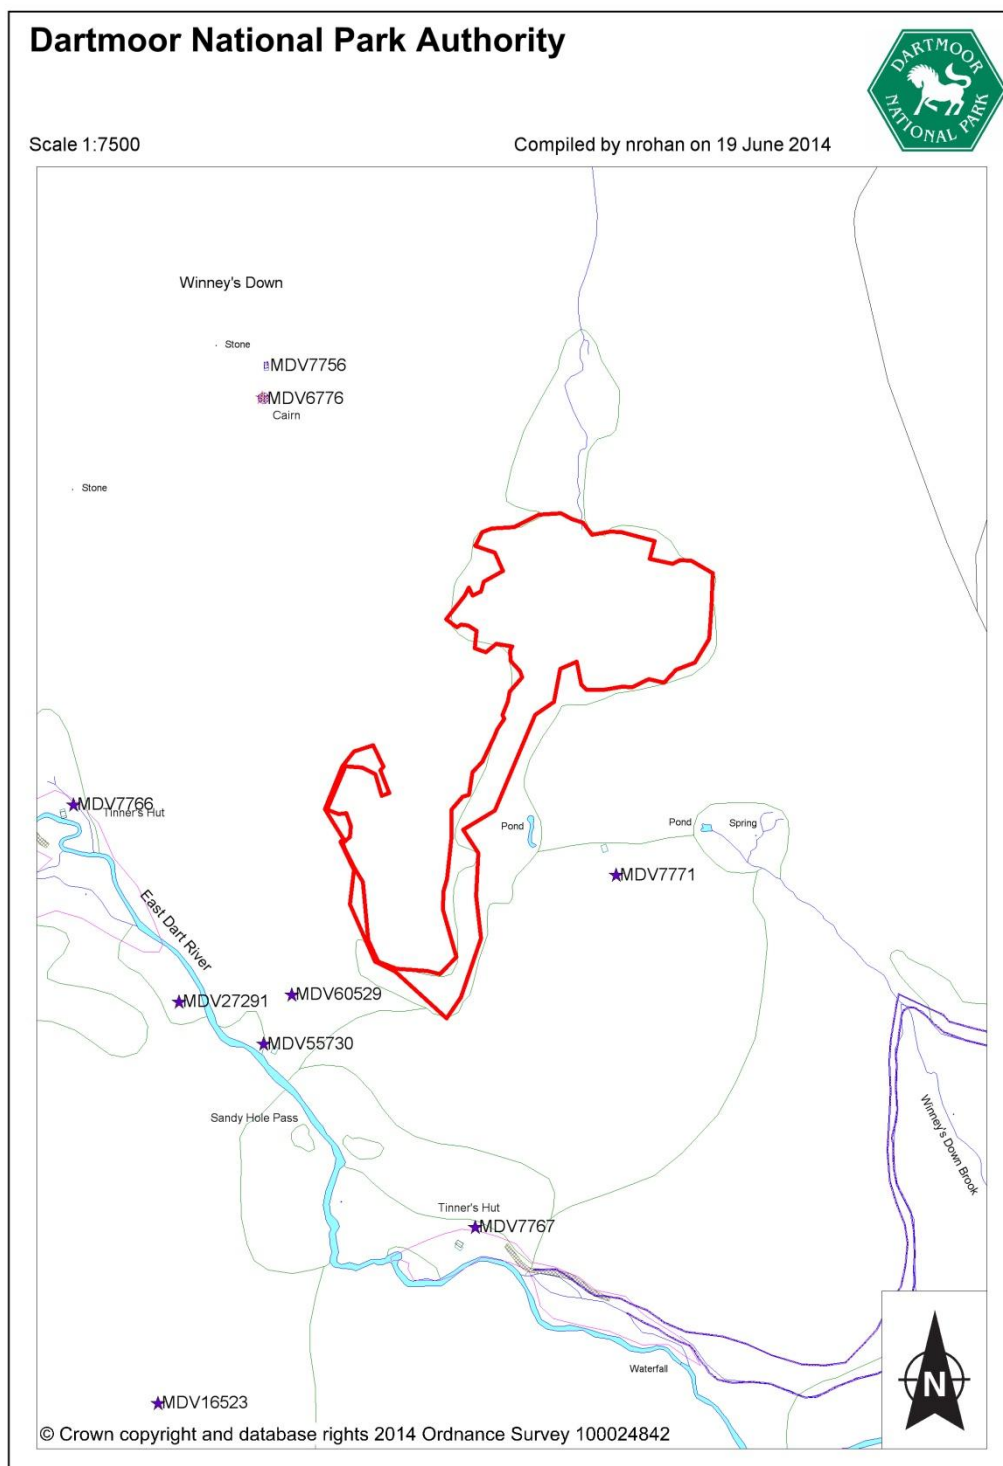 Dartmoor National Park Authority
DARTMOOR
NATIONAL PARK
Scale 1:7500
Compiled by nrohan on 19 June 2014
Winney's Down
Stone
MDV7756
MDV6776
Cairn
Stone
MDV7766
Tinner's Hut
Pond
Pond
Spring
MDV7771
East Dart River
MDV27291
MDV60529
MDV55730
Sandy Hole Pass
Winney's Down Brook
Tinner's Hut
MDV7767
Waterfall
N
MDV16523
© Crown copyright and database rights 2014 Ordnance Survey 100024842